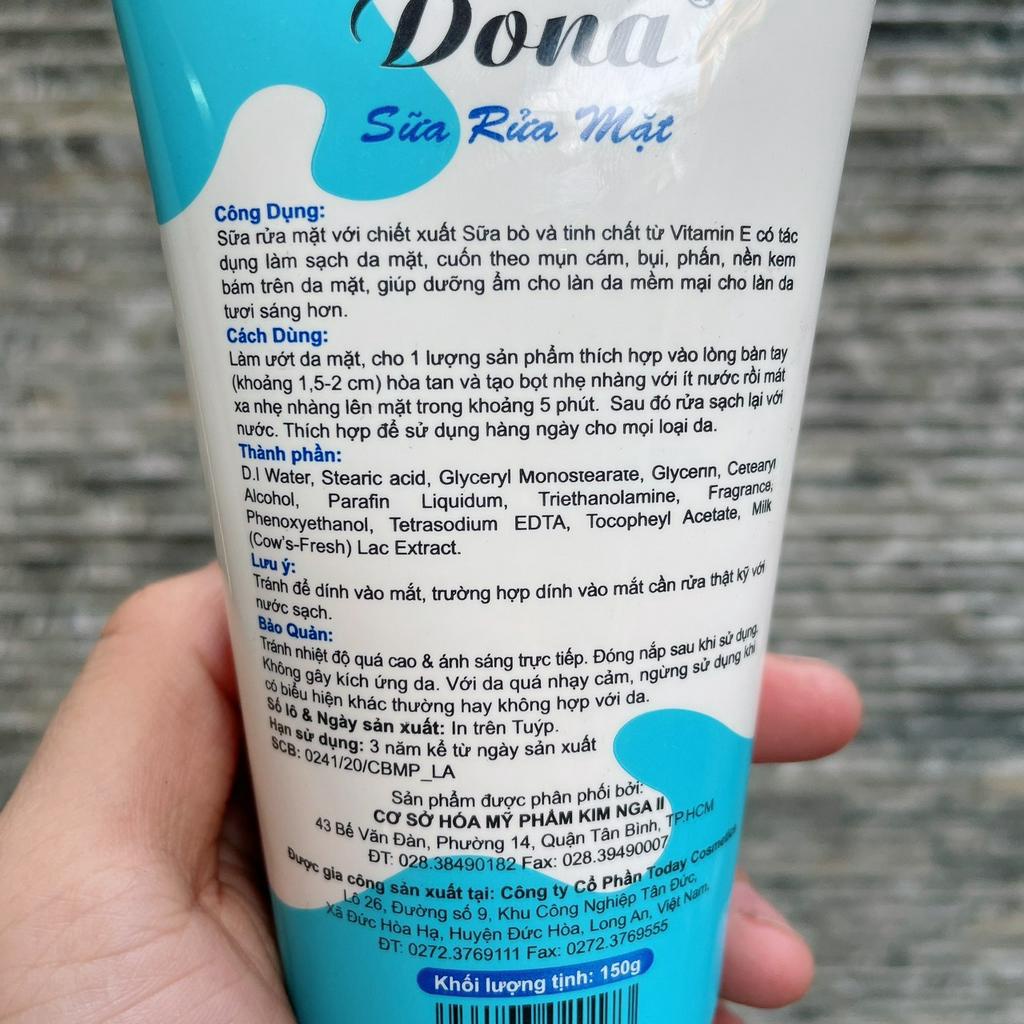 Dona
Sữa Rửa Mặt
Công Dụng:
Sữa rửa mặt với chiết xuất Sữa bò và tinh chất từ Vitamin E có tác
dụng làm sạch da mặt, cuốn theo mụn cám, bụi, phấn, nền kem
bám trên da mặt, giúp dưỡng ẩm cho làn da mềm mại cho làn da
tươi sáng hơn.
Cách Dùng:
Làm ướt da mặt, cho 1 lượng sản phẩm thích hợp vào lòng bàn tay
(khoảng 1,5-2 cm) hòa tan và tạo bọt nhẹ nhàng với ít nước rồi mát
xa nhẹ nhàng lên mặt trong khoảng 5 phút. Sau đó rửa sạch lại với
nước. Thích hợp để sử dụng hàng ngày cho mọi loại da.
Thành phần:
D.I Water, Stearic acid, Glyceryl Monostearate, Glycerin, Cetearyl
Alcohol, Parafin Liquidum, Triethanolamine, Fragrance,
Phenoxyethanol, Tetrasodium EDTA, Tocopheyl Acetate, Milk
(Cow's-Fresh) Lac Extract.
Lưu ý:
Tránh để dính vào mắt, trường hợp dính vào mắt cần rửa thật kỹ với
nước sạch.
Bảo Quản:
Tránh nhiệt độ quá cao & ánh sáng trực tiếp. Đóng nắp sau khi sử dụng.
Không gây kích ứng da. Với da quá nhạy cảm, ngừng sử dụng khi
có biểu hiện khác thường hay không hợp với da.
Số lô & Ngày sản xuất: In trên Tuýp.
Hạn sử dụng: 3 năm kể từ ngày sản xuất
SCB: 0241/20/CBMP_LA
Sản phẩm được phân phối bởi:
CƠ SỞ HÓA MỸ PHẨM KIM NGA II
43 Bế Văn Đàn, Phường 14, Quận Tân Bình, TP.HCM
ĐT: 028.38490182 Fax: 028.39490007
Được gia công sản xuất tại: Công ty Cổ Phần Today Cosmetics
Lô 26, Đường số 9, Khu Công Nghiệp Tân Đức,
Xã Đức Hòa Hạ, Huyện Đức Hòa, Long An, Việt Nam,
ĐT: 0272.3769111 Fax: 0272.3769555
Khối lượng tịnh: 150g